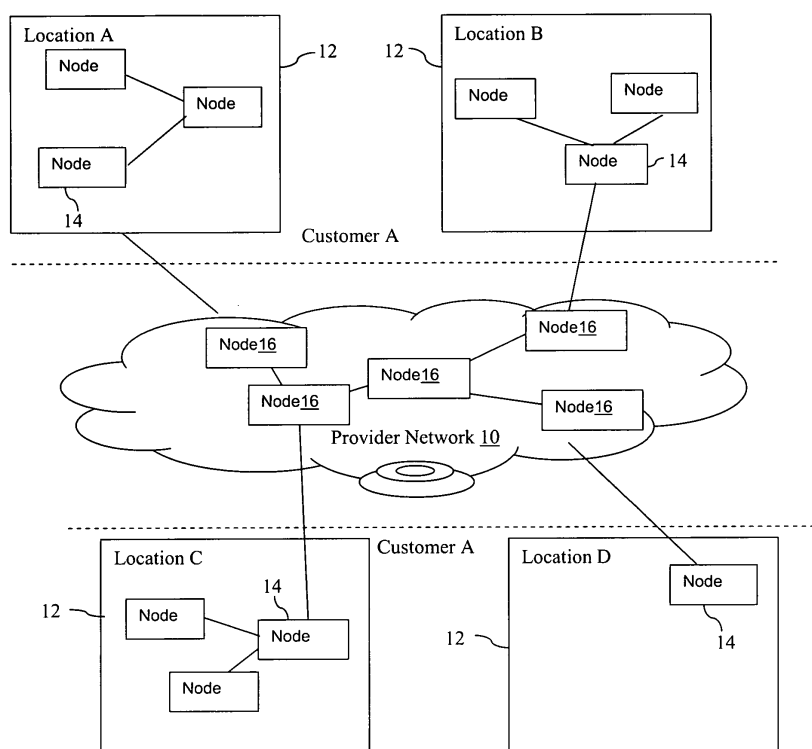 Location A
12
Node
Node
Node
14
Location B
12
Node
Node
Node
14
Customer A
Node16
Node16
Node16
Node16
Node16
Provider Network 10
Customer A
Location C
12
14
Node
Node
Node
Location D
12
Node
14